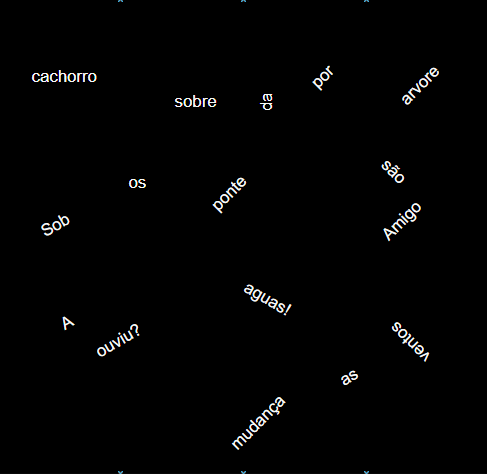 cachorro
sobre
da
por
arvore
os
ponte
são
Sob
Amigo
aguas!
A
ouviu?
ventos
as
mudança